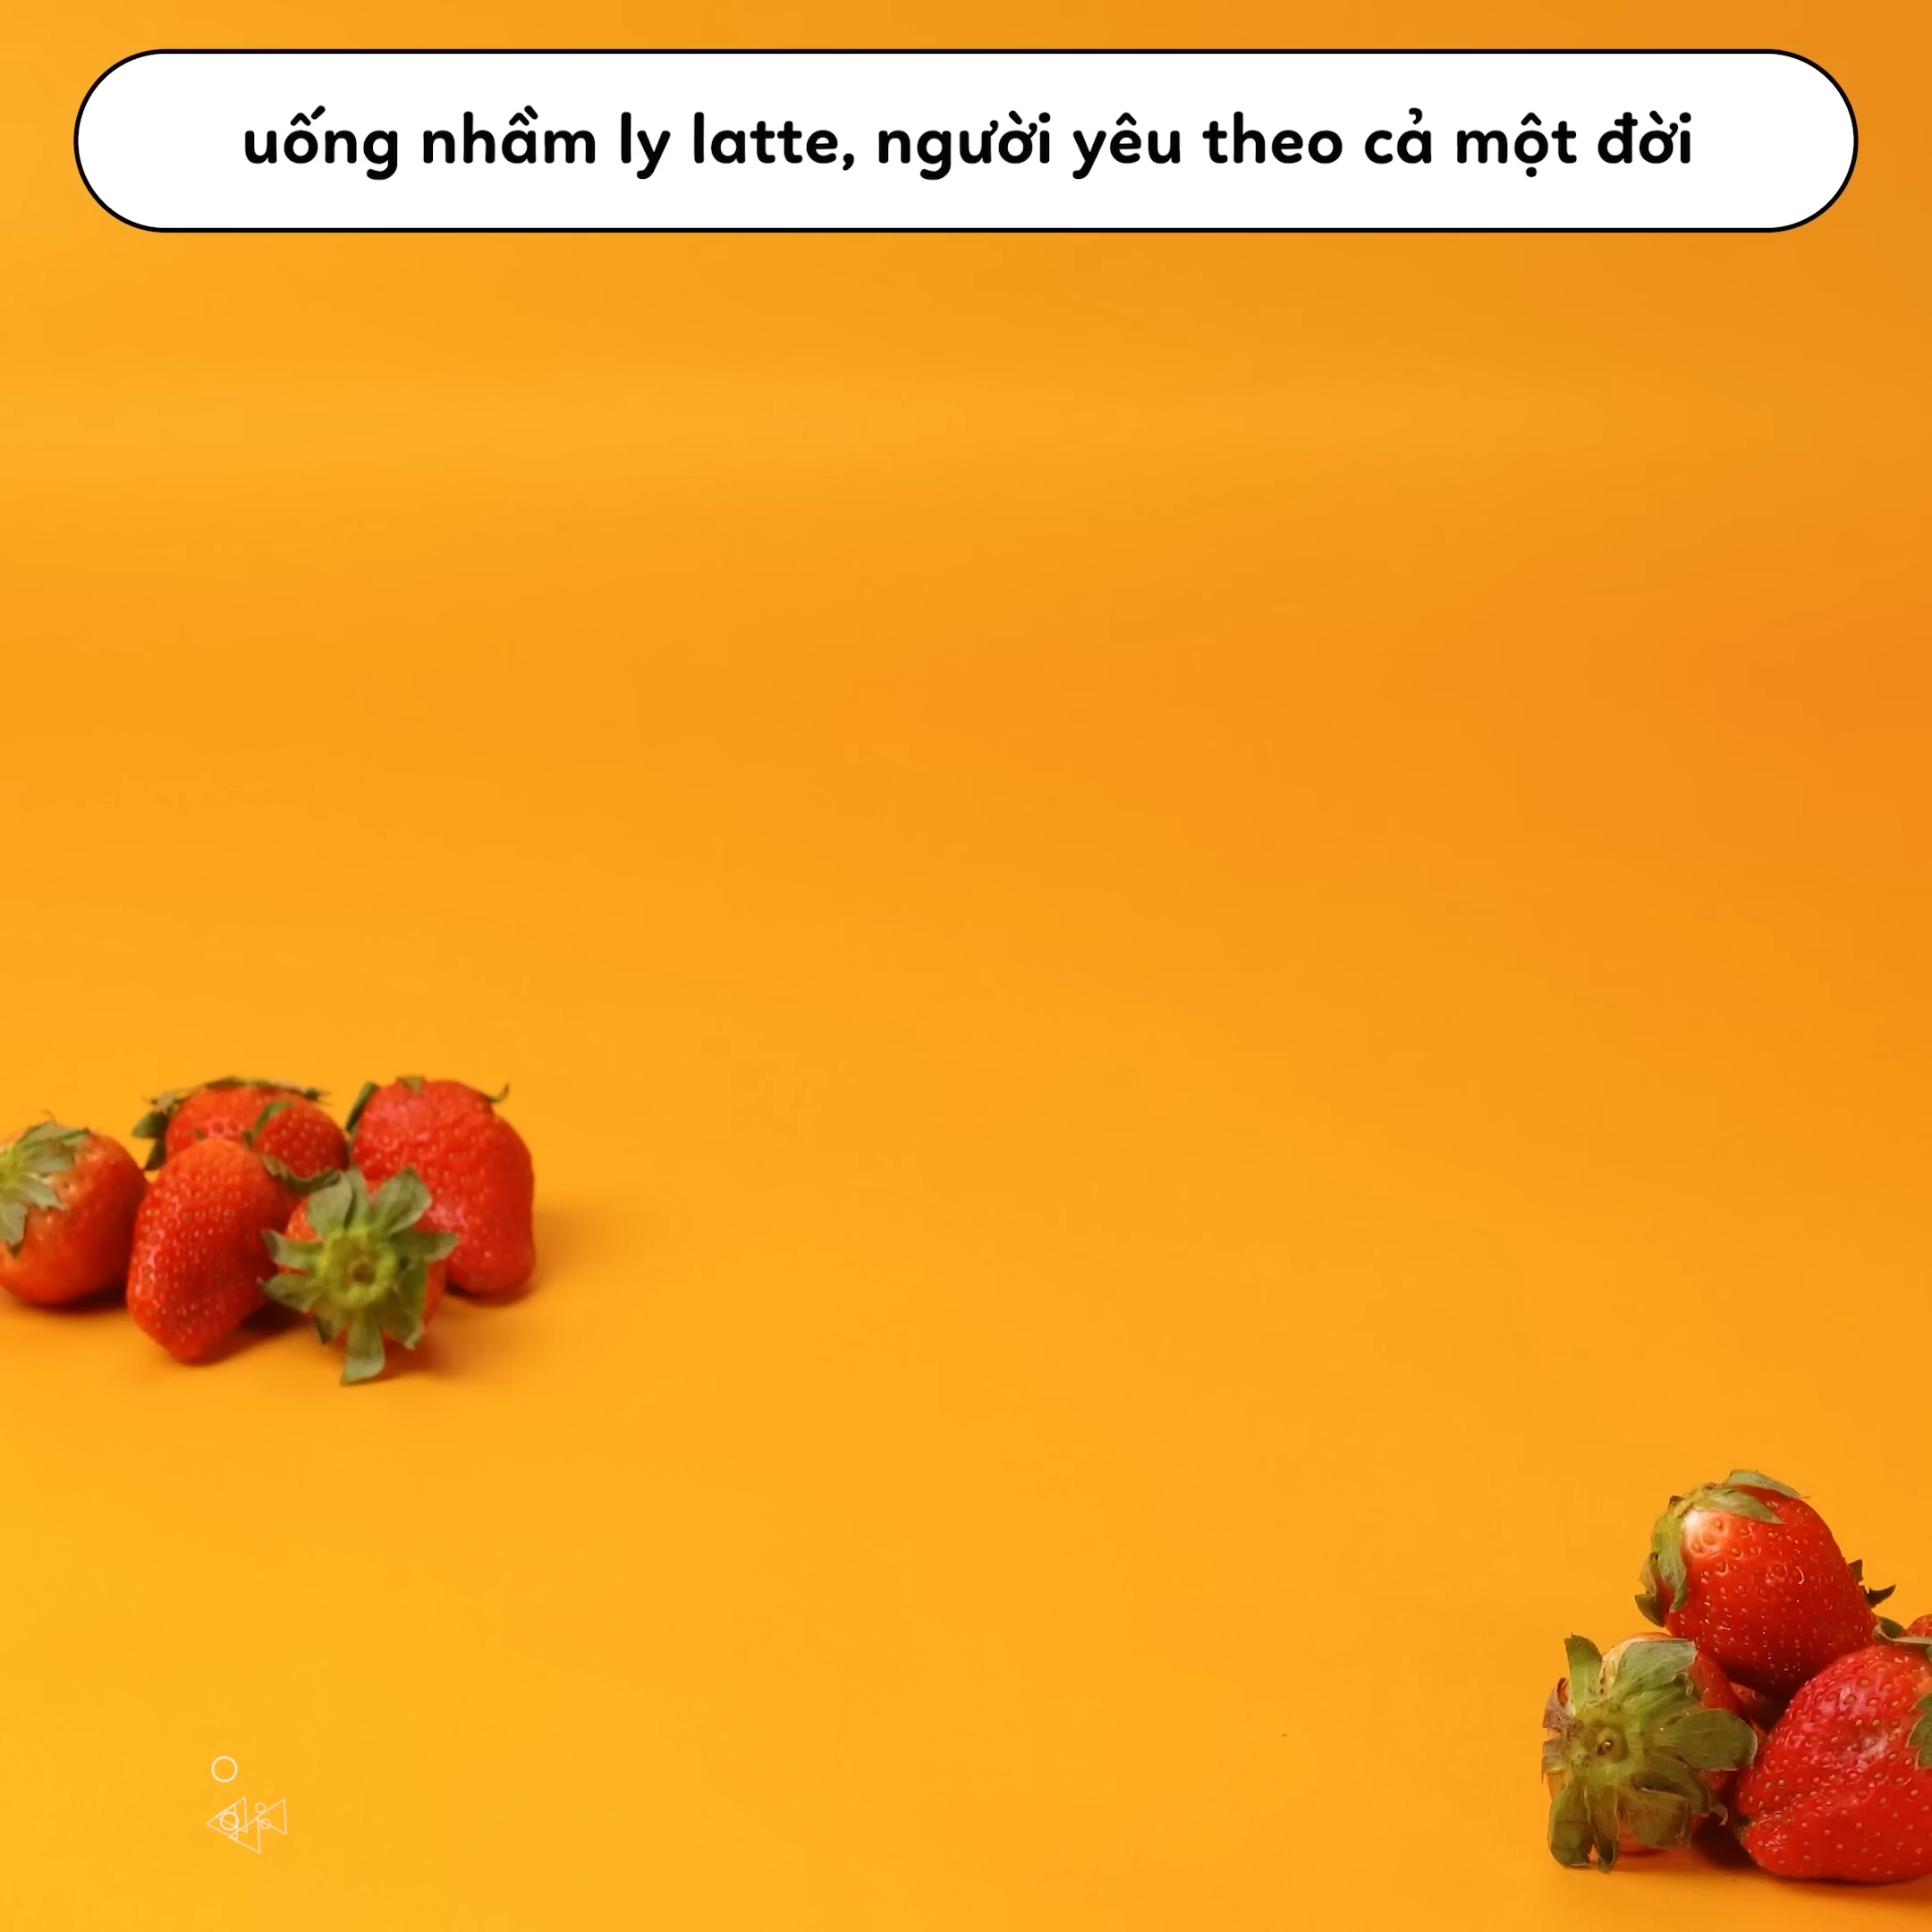 uống nhầm ly latte, người yêu theo cả một đời